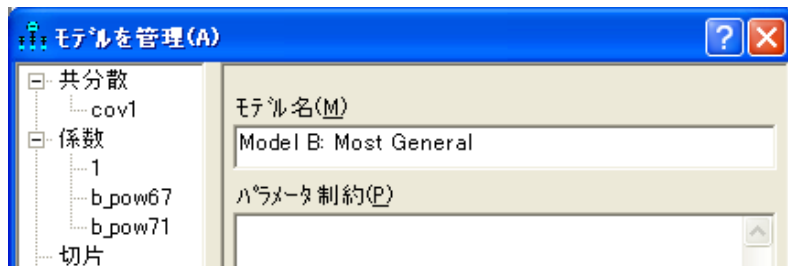 モデルを管理(A)
共分散
cov1
係数
1
b_pow67
b_pow71
切片
モデル名(M)
Model B: Most General
パラメータ制約(P)